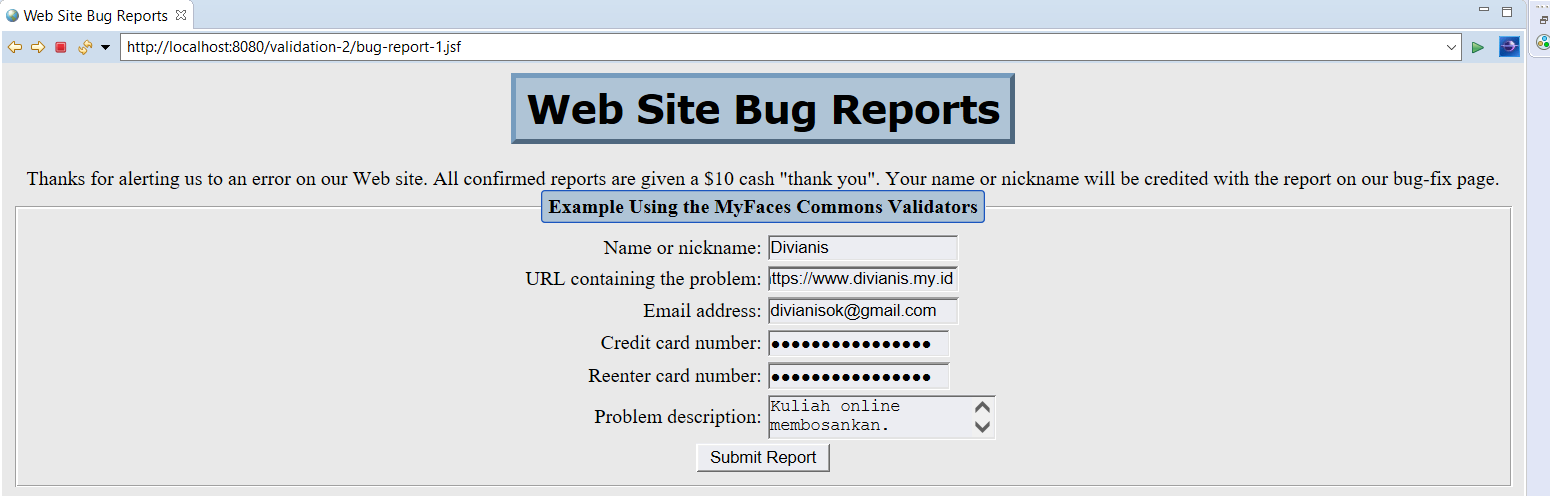 Web Site Bug Reports
http://localhost:8080/validation-2/bug-report-1.jsf
Web Site Bug Reports
Thanks for alerting us to an error on our Web site. All confirmed reports are given a $10 cash "thank you". Your name or nickname will be credited with the report on our bug-fix page.
Example Using the MyFaces Commons Validators
Name or nickname: Divianis
URL containing the problem: ttps://www.divianis.my.id
Email address: divianisok@gmail.com
Credit card number: ●●●●●●●●●●●●●●●●
Reenter card number: ●●●●●●●●●●●●●●●●
Problem description: Kuliah online
membosankan.
Submit Report